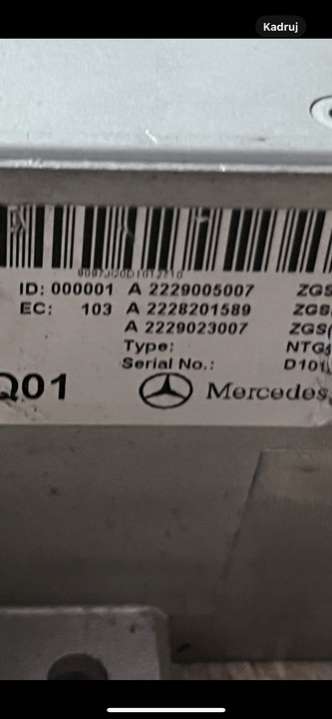 Kadruj
ID: 000001 A 2229005007 ZGS
EC: 103 A 2228201589 ZGS
A 2229023007 ZGS
Type: NTG
Serial No.: D101
Q01 Mercedes